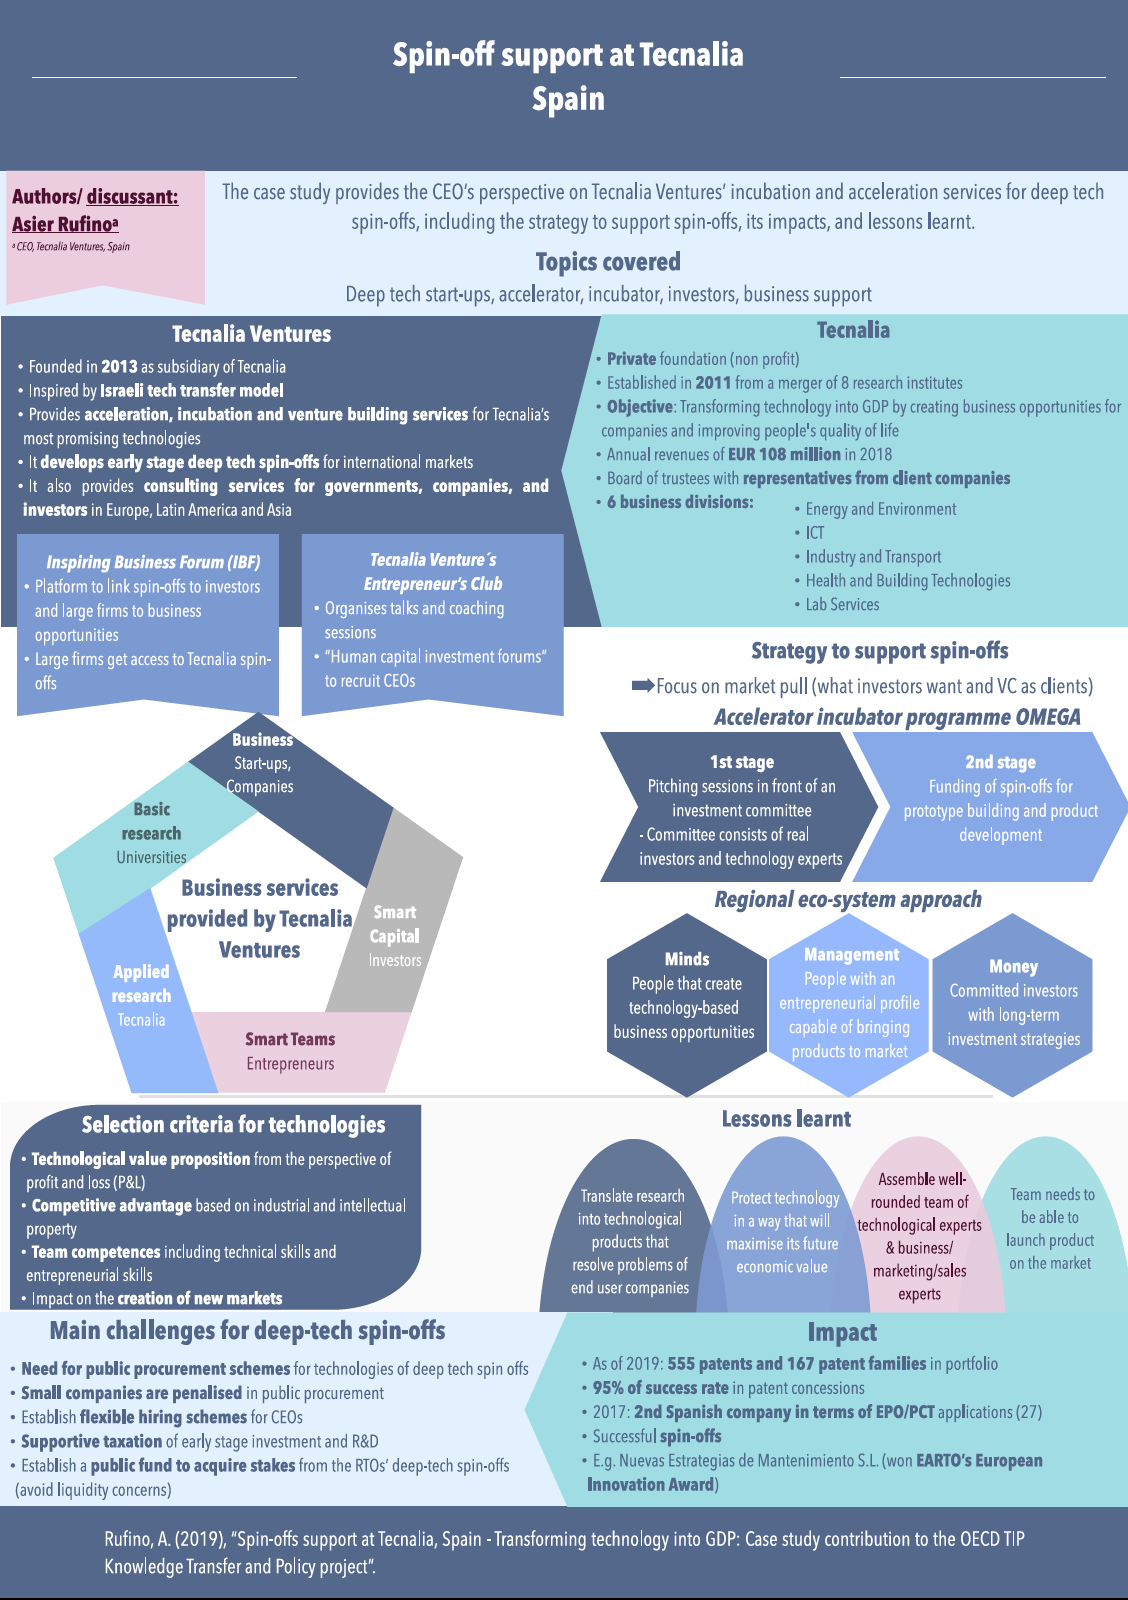 Spin-off support at Tecnalia
Spain
Authors/ discussant:
Asier Rufinoª
ª CEO, Tecnalia Ventures, Spain
The case study provides the CEO’s perspective on Tecnalia Ventures’ incubation and acceleration services for deep tech
spin-offs, including the strategy to support spin-offs, its impacts, and lessons learnt.
Topics covered
Deep tech start-ups, accelerator, incubator, investors, business support
Tecnalia Ventures
• Founded in 2013 as subsidiary of Tecnalia
• Inspired by Israeli tech transfer model
• Provides acceleration, incubation and venture building services for Tecnalia’s
most promising technologies
• It develops early stage deep tech spin-offs for international markets
• It also provides consulting services for governments, companies, and
investors in Europe, Latin America and Asia
Inspiring Business Forum (IBF)
• Platform to link spin-offs to investors
and large firms to business
opportunities
• Large firms get access to Tecnalia spin-
offs
Tecnalia Venture´s
Entrepreneur’s Club
• Organises talks and coaching
sessions
• “Human capital investment forums”
to recruit CEOs
Tecnalia
• Private foundation (non profit)
• Established in 2011 from a merger of 8 research institutes
• Objective: Transforming technology into GDP by creating business opportunities for
companies and improving people's quality of life
• Annual revenues of EUR 108 million in 2018
• Board of trustees with representatives from client companies
• 6 business divisions:
• Energy and Environment
• ICT
• Industry and Transport
• Health and Building Technologies
• Lab Services
Business
Start-ups,
Companies
Basic
research
Universities
Business services
provided by Tecnalia
Ventures
Smart
Capital
Investors
Applied
research
Tecnalia
Smart Teams
Entrepreneurs
Strategy to support spin-offs
Focus on market pull (what investors want and VC as clients)
Accelerator incubator programme OMEGA
1st stage
Pitching sessions in front of an
investment committee
- Committee consists of real
investors and technology experts
2nd stage
Funding of spin-offs for
prototype building and product
development
Regional eco-system approach
Minds
People that create
technology-based
business opportunities
Management
People with an
entrepreneurial profile
capable of bringing
products to market
Money
Committed investors
with long-term
investment strategies
Selection criteria for technologies
• Technological value proposition from the perspective of
profit and loss (P&L)
• Competitive advantage based on industrial and intellectual
property
• Team competences including technical skills and
entrepreneurial skills
• Impact on the creation of new markets
Lessons learnt
Translate research
into technological
products that
resolve problems of
end user companies
Protect technology
in a way that will
maximise its future
economic value
Assemble well-
rounded team of
technological experts
& business/
marketing/sales
experts
Team needs to
be able to
launch product
on the market
Main challenges for deep-tech spin-offs
• Need for public procurement schemes for technologies of deep tech spin offs
• Small companies are penalised in public procurement
• Establish flexible hiring schemes for CEOs
• Supportive taxation of early stage investment and R&D
• Establish a public fund to acquire stakes from the RTOs’ deep-tech spin-offs
(avoid liquidity concerns)
Impact
• As of 2019: 555 patents and 167 patent families in portfolio
• 95% of success rate in patent concessions
• 2017: 2nd Spanish company in terms of EPO/PCT applications (27)
• Successful spin-offs
• E.g. Nuevas Estrategias de Mantenimiento S.L. (won EARTO’s European
Innovation Award)
Rufino, A. (2019), “Spin-offs support at Tecnalia, Spain - Transforming technology into GDP: Case study contribution to the OECD TIP
Knowledge Transfer and Policy project”.